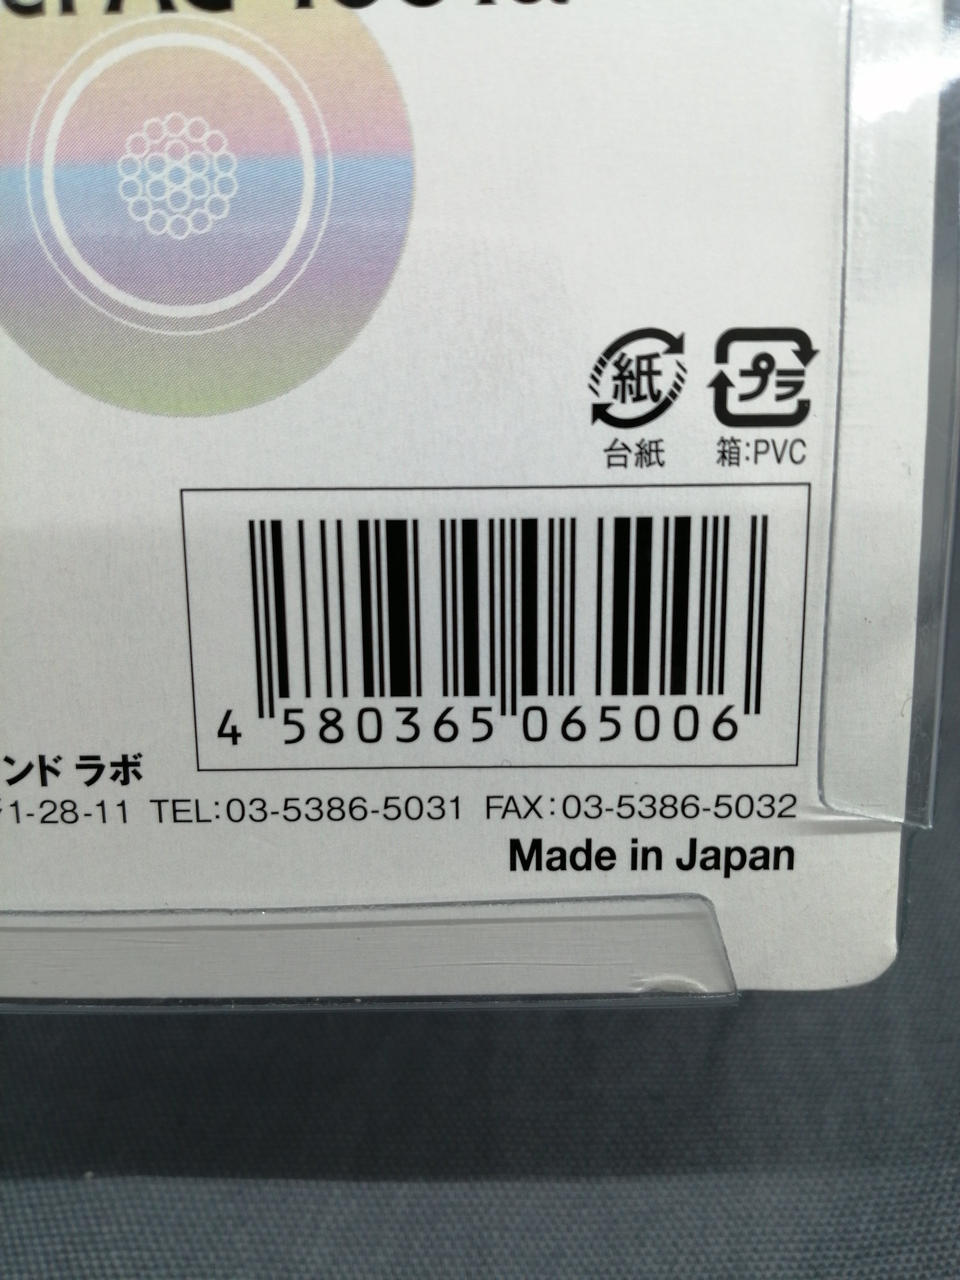 紙 プラ
台紙 箱:PVC
4 580365 065006
ンド ラボ
1-28-11 TEL:03-5386-5031 FAX:03-5386-5032
Made in Japan